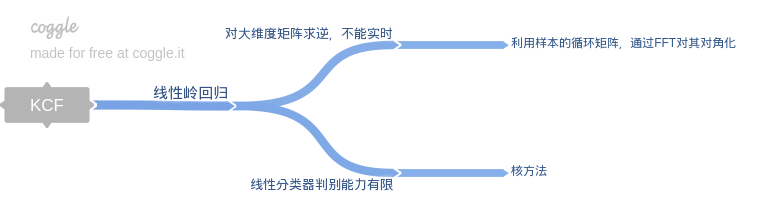 coggle
made for free at coggle.it
对大维度矩阵求逆，不能实时
利用样本的循环矩阵，通过FFT对其对角化
线性岭回归
KCF
核方法
线性分类器判别能力有限